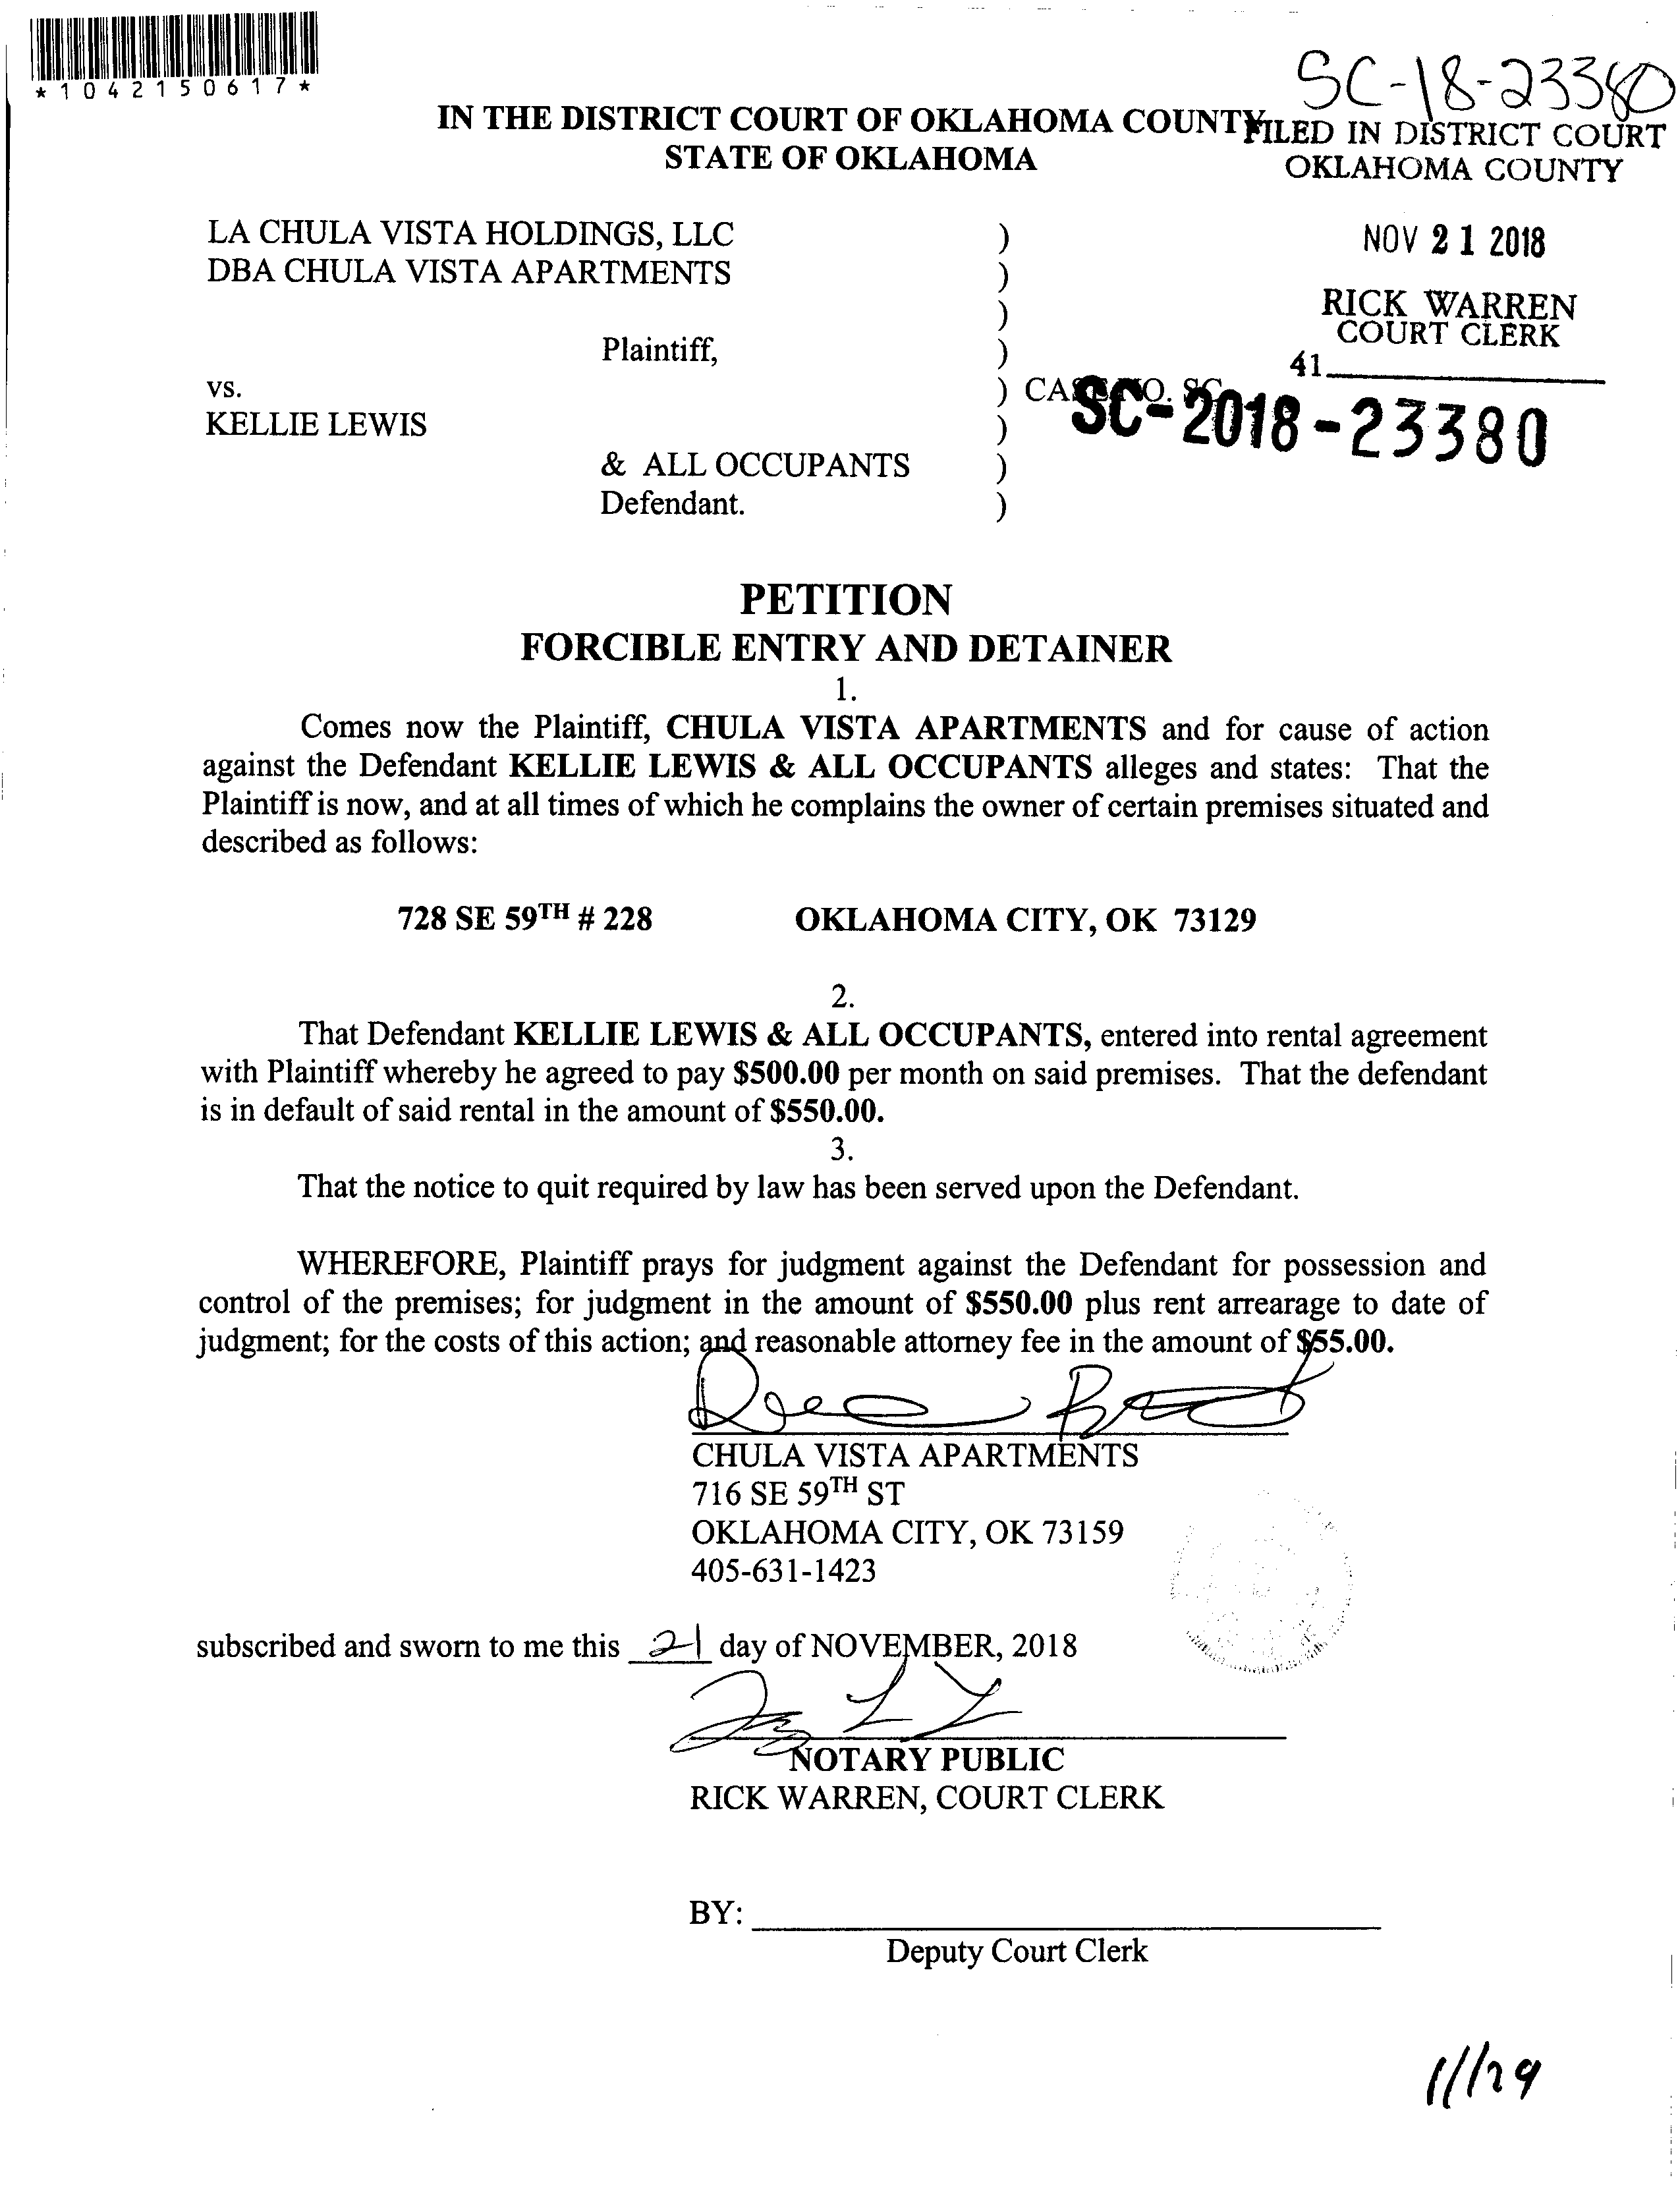 *1042150617*
SC-18-23380
IN THE DISTRICT COURT OF OKLAHOMA COUNTY
STATE OF OKLAHOMA
FILED IN DISTRICT COURT
OKLAHOMA COUNTY
LA CHULA VISTA HOLDINGS, LLC )
DBA CHULA VISTA APARTMENTS )
)
Plaintiff, )
vs. )
KELLIE LEWIS )
& ALL OCCUPANTS )
Defendant. )
NOV 21 2018
RICK WARREN
COURT CLERK
41
CASE NO. SC
SC-2018-23380
PETITION
FORCIBLE ENTRY AND DETAINER
1.
Comes now the Plaintiff, CHULA VISTA APARTMENTS and for cause of action
against the Defendant KELLIE LEWIS & ALL OCCUPANTS alleges and states: That the
Plaintiff is now, and at all times of which he complains the owner of certain premises situated and
described as follows:
728 SE 59TH # 228 OKLAHOMA CITY, OK 73129
2.
That Defendant KELLIE LEWIS & ALL OCCUPANTS, entered into rental agreement
with Plaintiff whereby he agreed to pay $500.00 per month on said premises. That the defendant
is in default of said rental in the amount of $550.00.
3.
That the notice to quit required by law has been served upon the Defendant.
WHEREFORE, Plaintiff prays for judgment against the Defendant for possession and
control of the premises; for judgment in the amount of $550.00 plus rent arrearage to date of
judgment; for the costs of this action; and reasonable attorney fee in the amount of $55.00.
CHULA VISTA APARTMENTS
716 SE 59TH ST
OKLAHOMA CITY, OK 73159
405-631-1423
subscribed and sworn to me this 21 day of NOVEMBER, 2018
NOTARY PUBLIC
RICK WARREN, COURT CLERK
BY:
Deputy Court Clerk
11/29